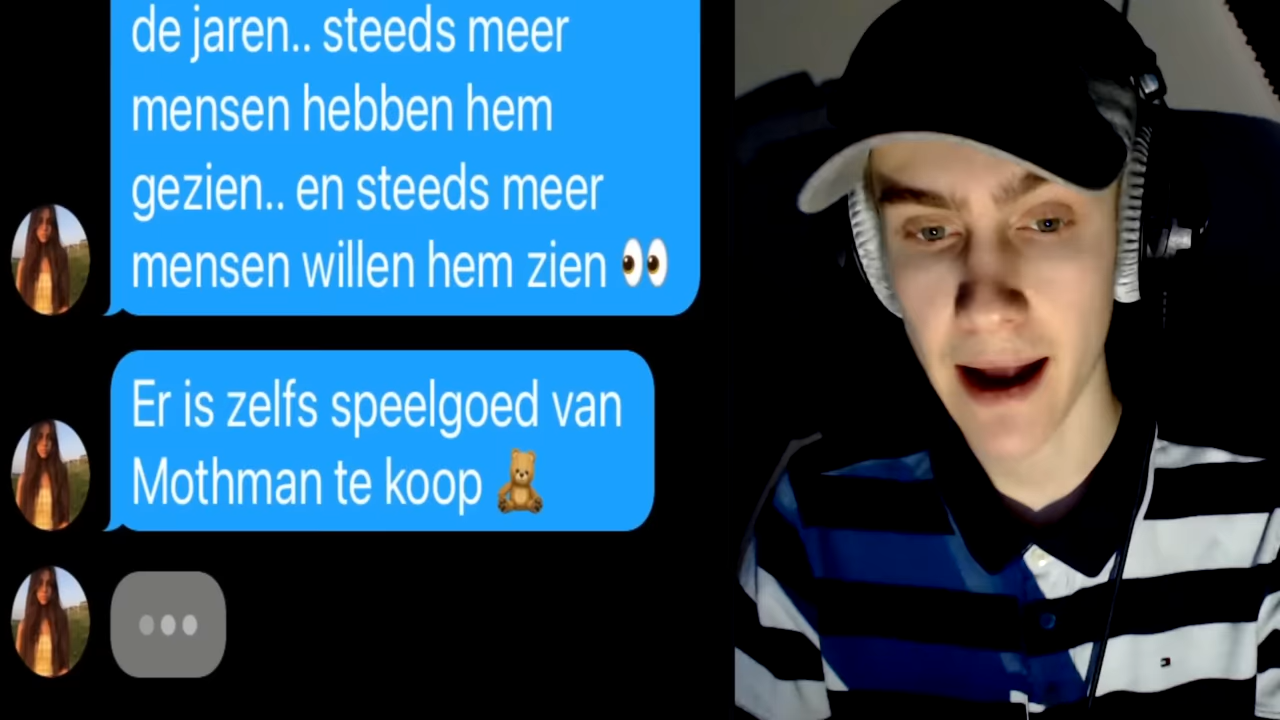 de jaren.. steeds meer
mensen hebben hem
gezien.. en steeds meer
mensen willen hem zien 👀
Er is zelfs speelgoed van
Mothman te koop 🧸